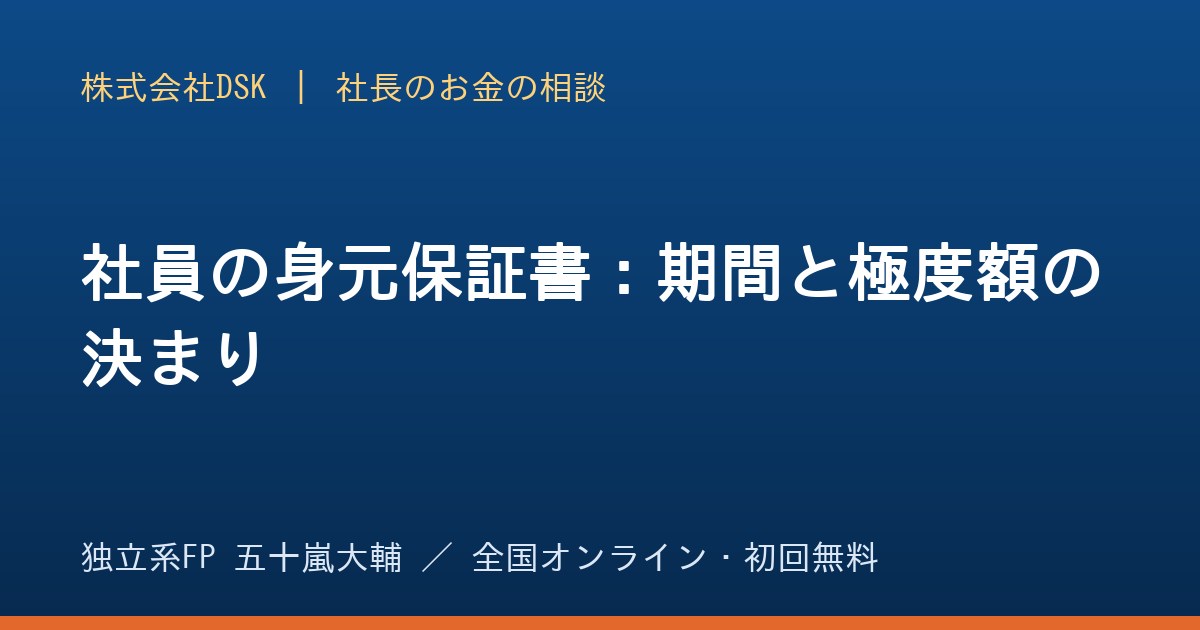 株式会社DSK ｜ 社長のお金の相談
社員の身元保証書：期間と極度額の
決まり
独立系FP 五十嵐大輔 ／ 全国オンライン・初回無料